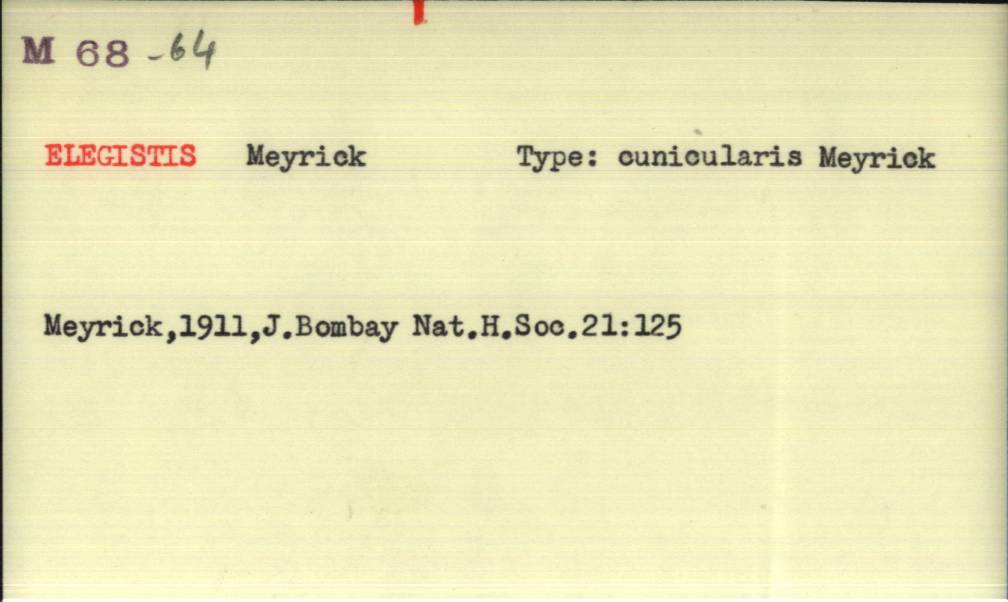 M 68 -64
ELEGISTIS Meyrick Type: cunicularis Meyrick
Meyrick,1911,J.Bombay Nat.H.Soc.21:125